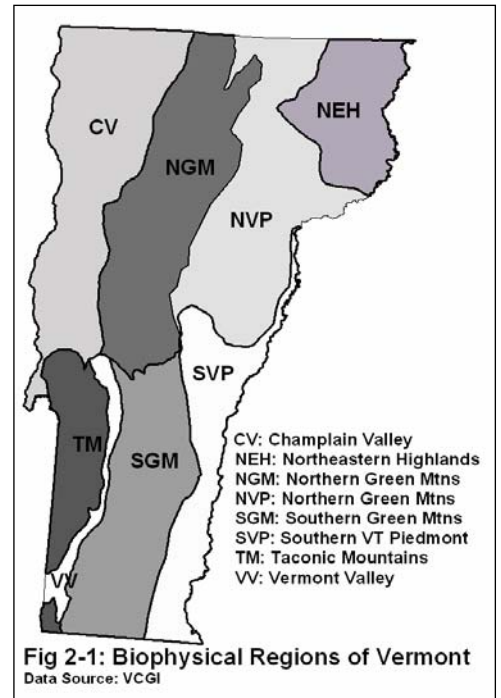 NEH
CV
NGM
NVP
SVP
TM
SGM
VV
CV: Champlain Valley
NEH: Northeastern Highlands
NGM: Northern Green Mtns
NVP: Northern Green Mtns
SGM: Southern Green Mtns
SVP: Southern VT Piedmont
TM: Taconic Mountains
VV: Vermont Valley
Fig 2-1: Biophysical Regions of Vermont
Data Source: VCGI